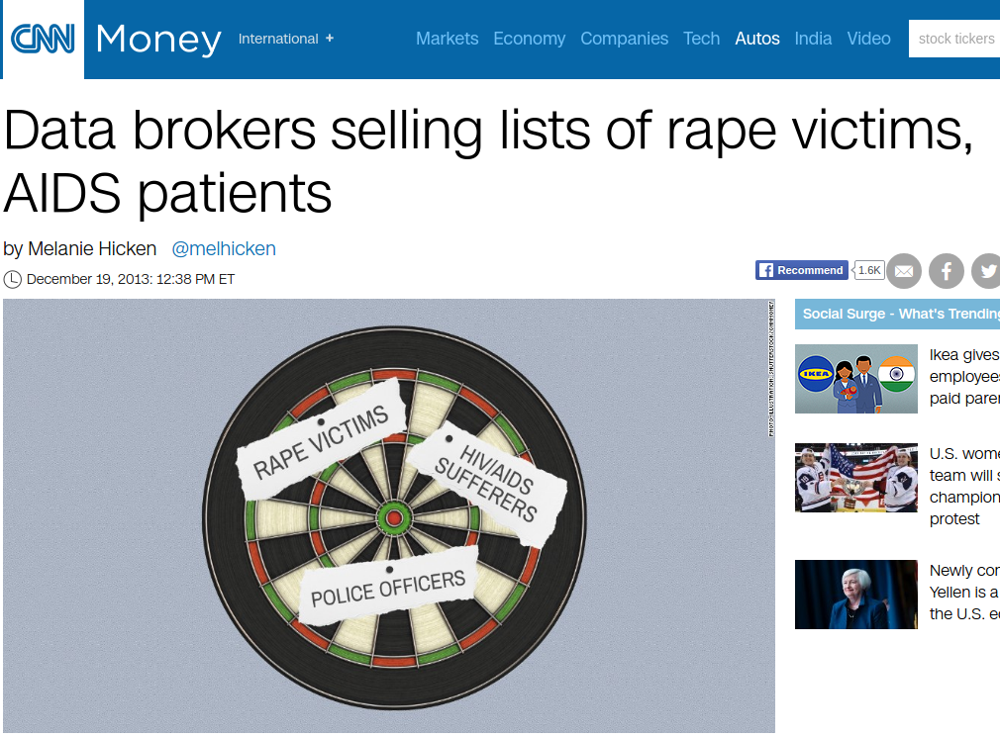 CNN Money International + Markets Economy Companies Tech Autos India Video stock tickers
Data brokers selling lists of rape victims,
AIDS patients
by Melanie Hicken @melhicken
December 19, 2013: 12:38 PM ET
Recommend 1.6K
PHOTO ILLUSTRATION: SHUTTERSTOCK/CNNMONEY
RAPE VICTIMS
HIV/AIDS
SUFFERERS
POLICE OFFICERS
Social Surge - What's Trending
IKEA
Ikea gives
employees
paid paren
U.S. wome
team will s
champion
protest
Newly con
Yellen is a
the U.S. ec